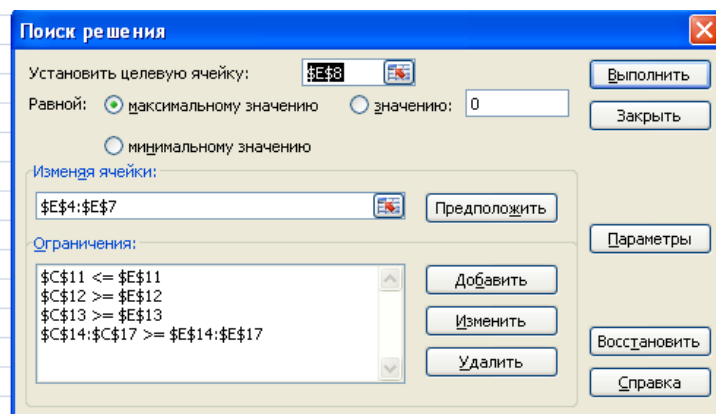 Поиск решения
Установить целевую ячейку: $E$8
Выполнить
Равной: максимальному значению значению: 0
Закрыть
минимальному значению
Изменяя ячейки:
$E$4:$E$7
Предположить
Ограничения:
Параметры
$C$11 <= $E$11
$C$12 >= $E$12
$C$13 >= $E$13
$C$14:$C$17 >= $E$14:$E$17
Добавить
Изменить
Восстановить
Удалить
Справка